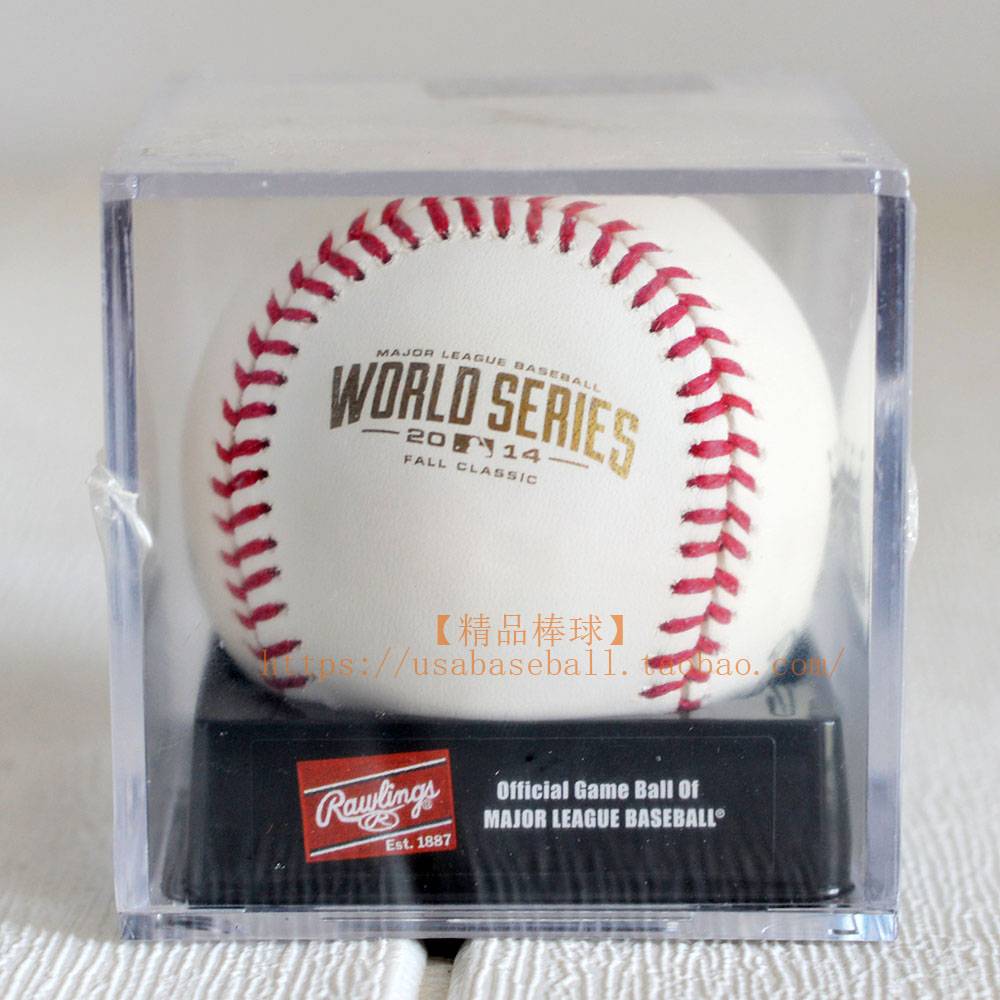 MAJOR LEAGUE BASEBALL
WORLD SERIES
20 14
FALL CLASSIC
【精品棒球】
https://usabaseball.taobao.com/
Rawlings®
Est. 1887
Official Game Ball Of
MAJOR LEAGUE BASEBALL®